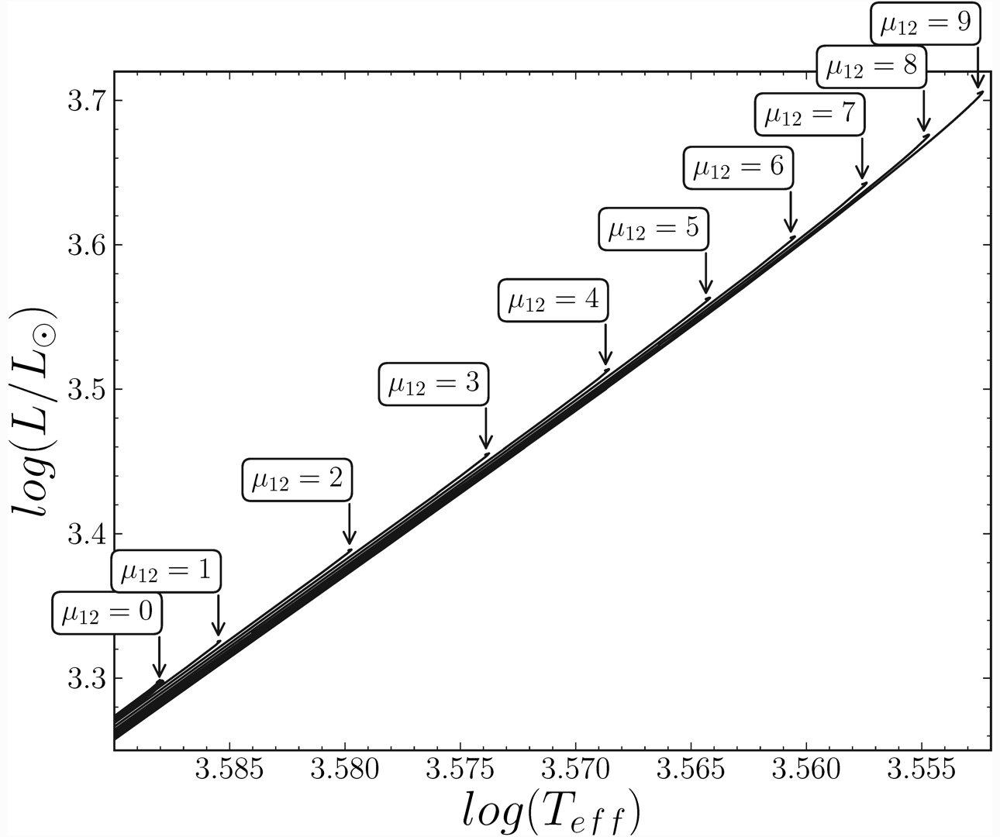 μ₁₂ = 9
μ₁₂ = 8
μ₁₂ = 7
μ₁₂ = 6
μ₁₂ = 5
μ₁₂ = 4
μ₁₂ = 3
μ₁₂ = 2
μ₁₂ = 1
μ₁₂ = 0
3.7
3.6
3.5
3.4
3.3
log(L/L☉)
3.585 3.580 3.575 3.570 3.565 3.560 3.555
log(T_eff)